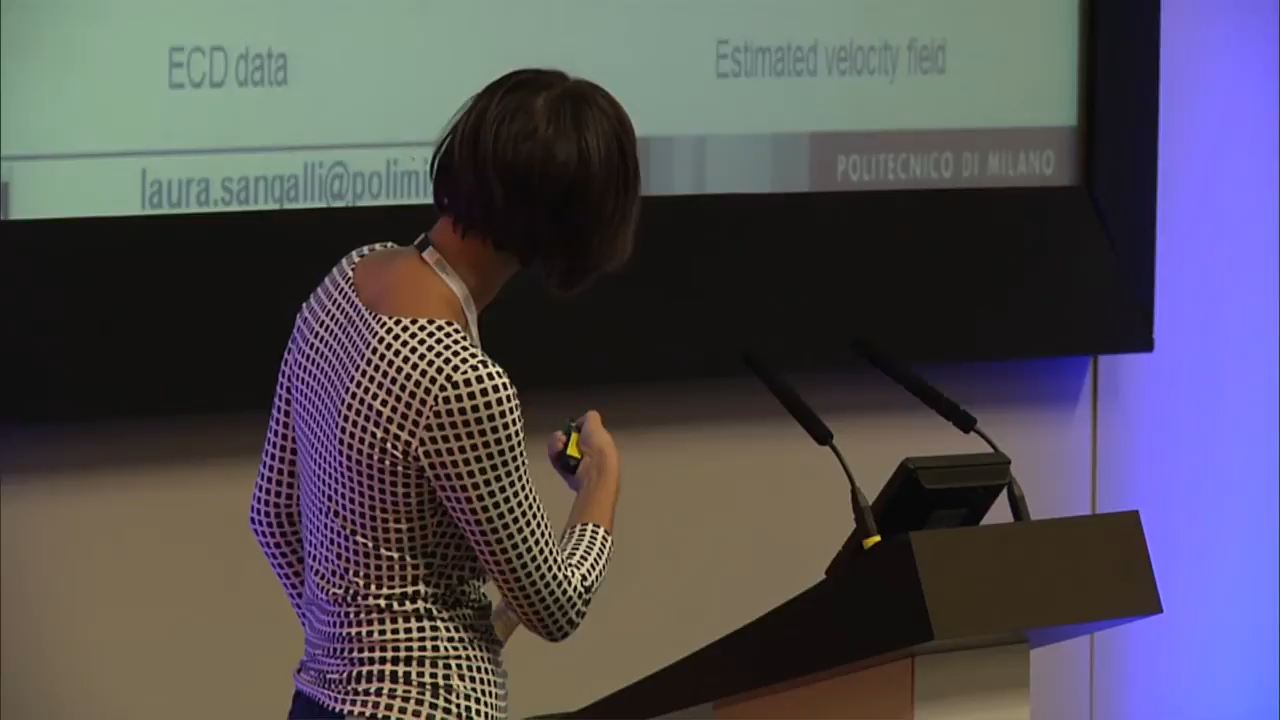 ECD data
Estimated velocity field
laura.sangalli@polimi
POLITECNICO DI MILANO